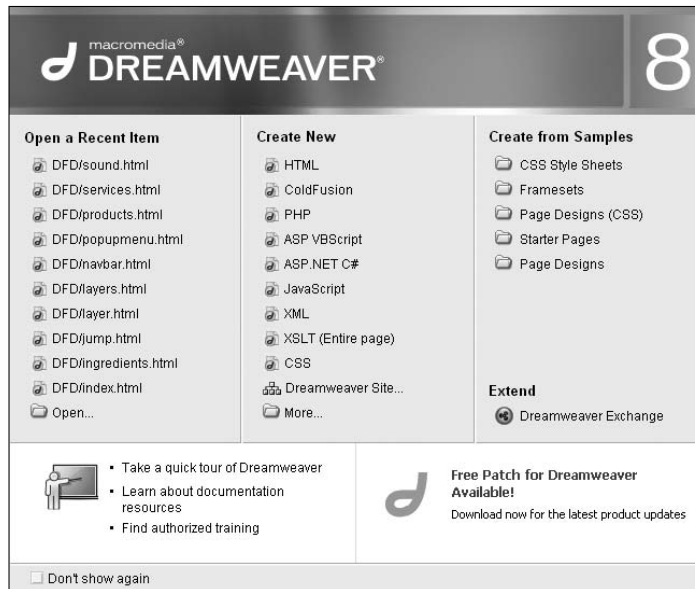 macromedia®
DREAMWEAVER®
8
Open a Recent Item
DFD/sound.html
DFD/services.html
DFD/products.html
DFD/popupmenu.html
DFD/navbar.html
DFD/layers.html
DFD/layer.html
DFD/jump.html
DFD/ingredients.html
DFD/index.html
Open...
Create New
HTML
ColdFusion
PHP
ASP VBScript
ASP.NET C#
JavaScript
XML
XSLT (Entire page)
CSS
Dreamweaver Site...
More...
Create from Samples
CSS Style Sheets
Framesets
Page Designs (CSS)
Starter Pages
Page Designs
Extend
Dreamweaver Exchange
Take a quick tour of Dreamweaver
Learn about documentation
resources
Find authorized training
Free Patch for Dreamweaver
Available!
Download now for the latest product updates
Don't show again